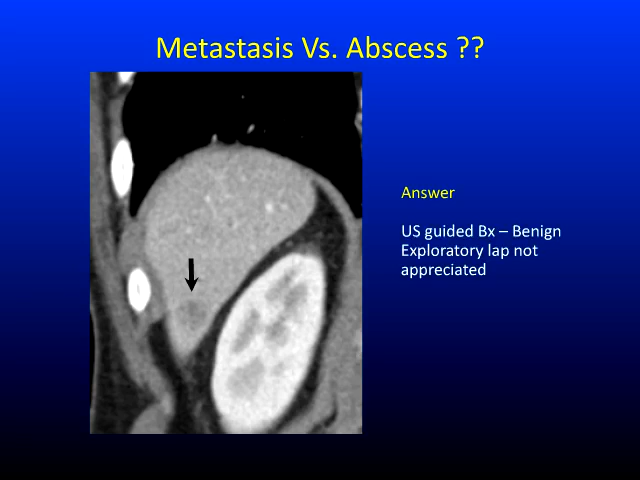 Metastasis Vs. Abscess ??
Answer
US guided Bx – Benign
Exploratory lap not
appreciated